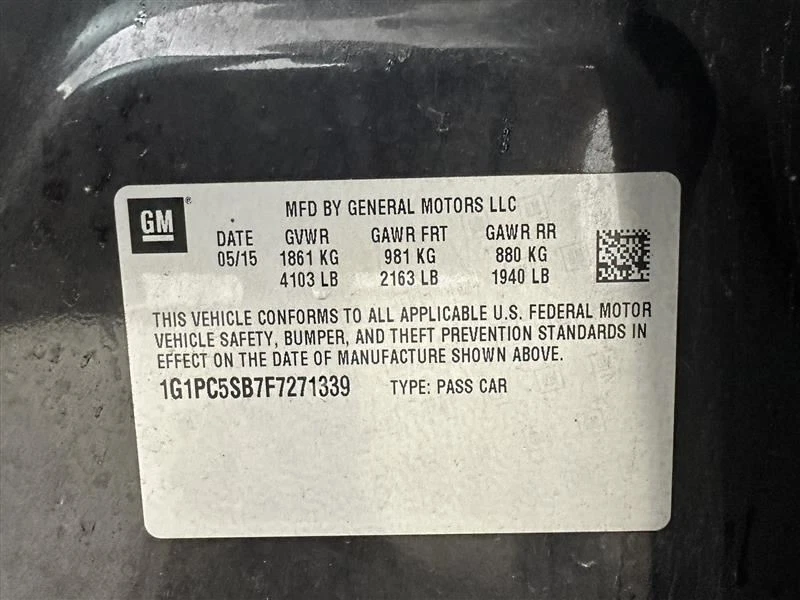 GM ®
MFD BY GENERAL MOTORS LLC
DATE GVWR GAWR FRT GAWR RR
05/15 1861 KG 981 KG 880 KG
4103 LB 2163 LB 1940 LB
THIS VEHICLE CONFORMS TO ALL APPLICABLE U.S. FEDERAL MOTOR
VEHICLE SAFETY, BUMPER, AND THEFT PREVENTION STANDARDS IN
EFFECT ON THE DATE OF MANUFACTURE SHOWN ABOVE.
1G1PC5SB7F7271339 TYPE: PASS CAR